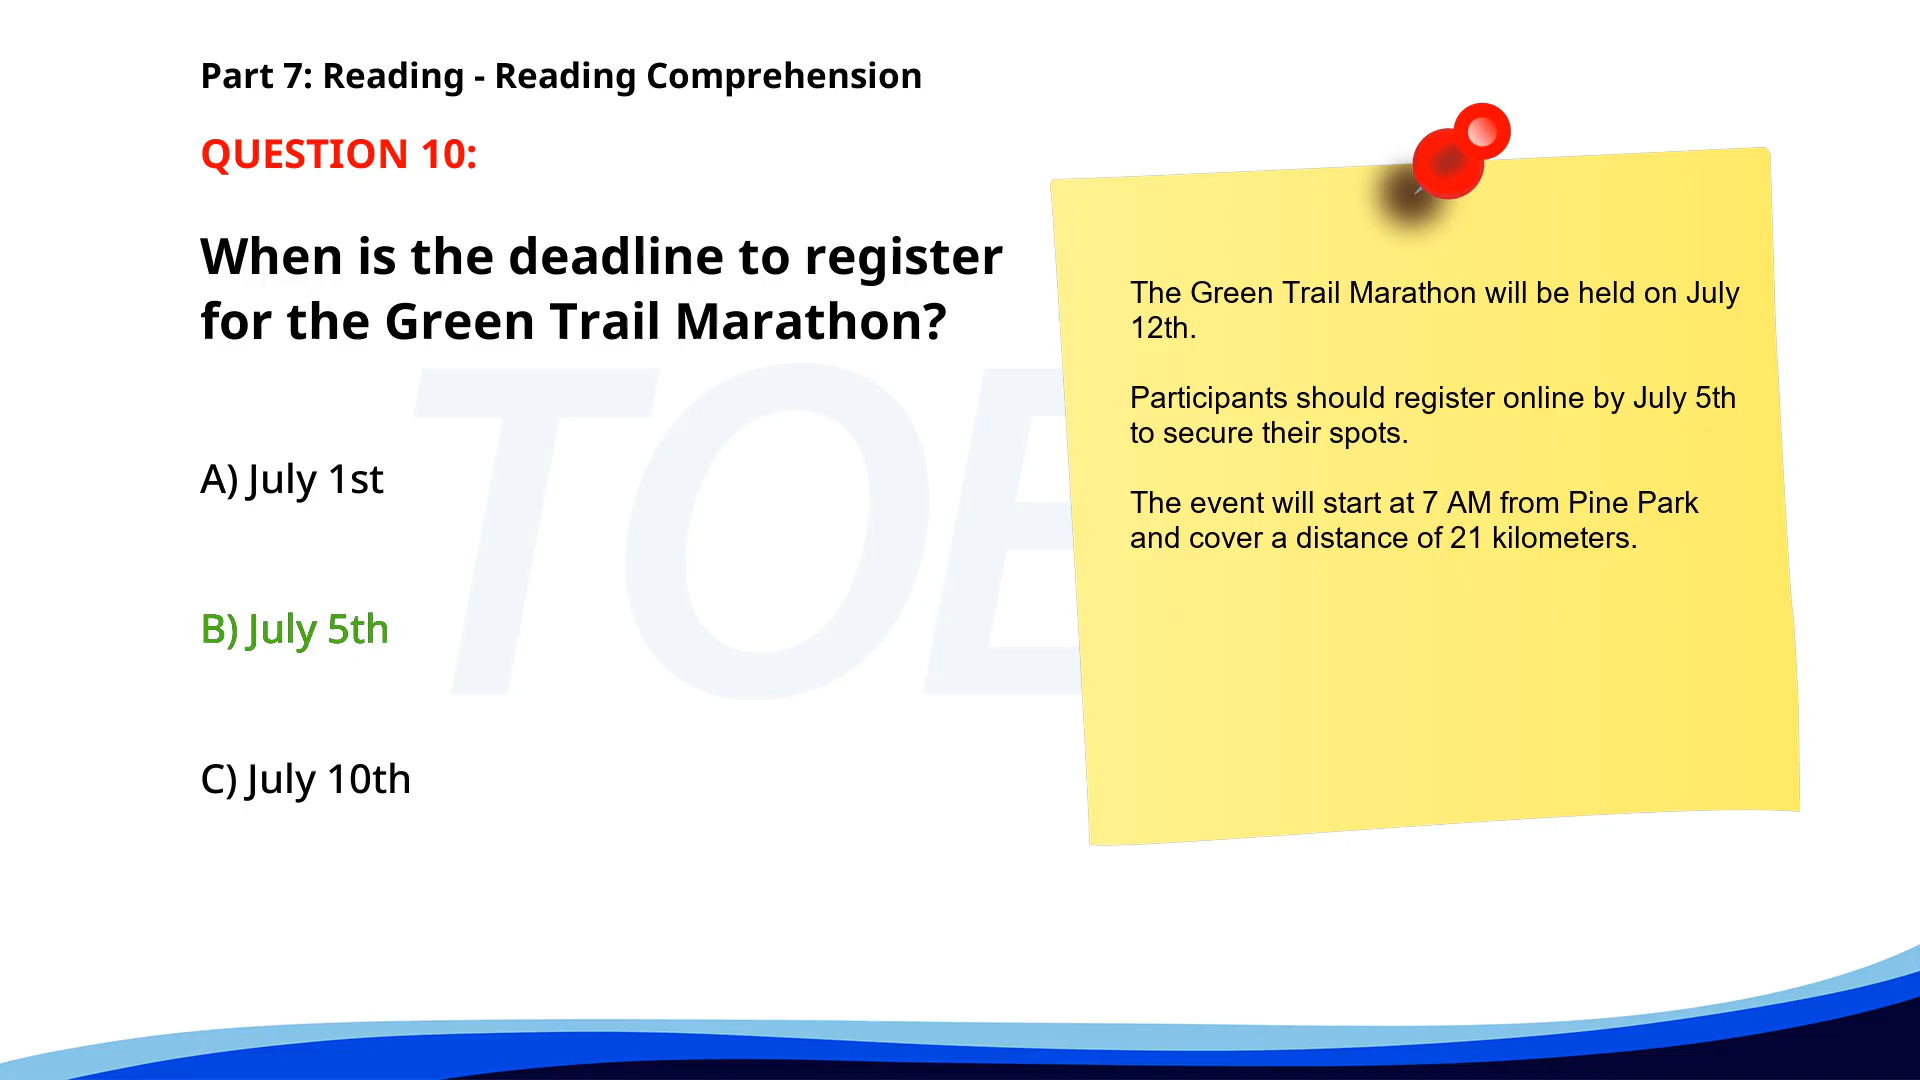 Part 7: Reading - Reading Comprehension
QUESTION 10:
When is the deadline to register
for the Green Trail Marathon?
A) July 1st
B) July 5th
C) July 10th
The Green Trail Marathon will be held on July
12th.
Participants should register online by July 5th
to secure their spots.
The event will start at 7 AM from Pine Park
and cover a distance of 21 kilometers.
TOE